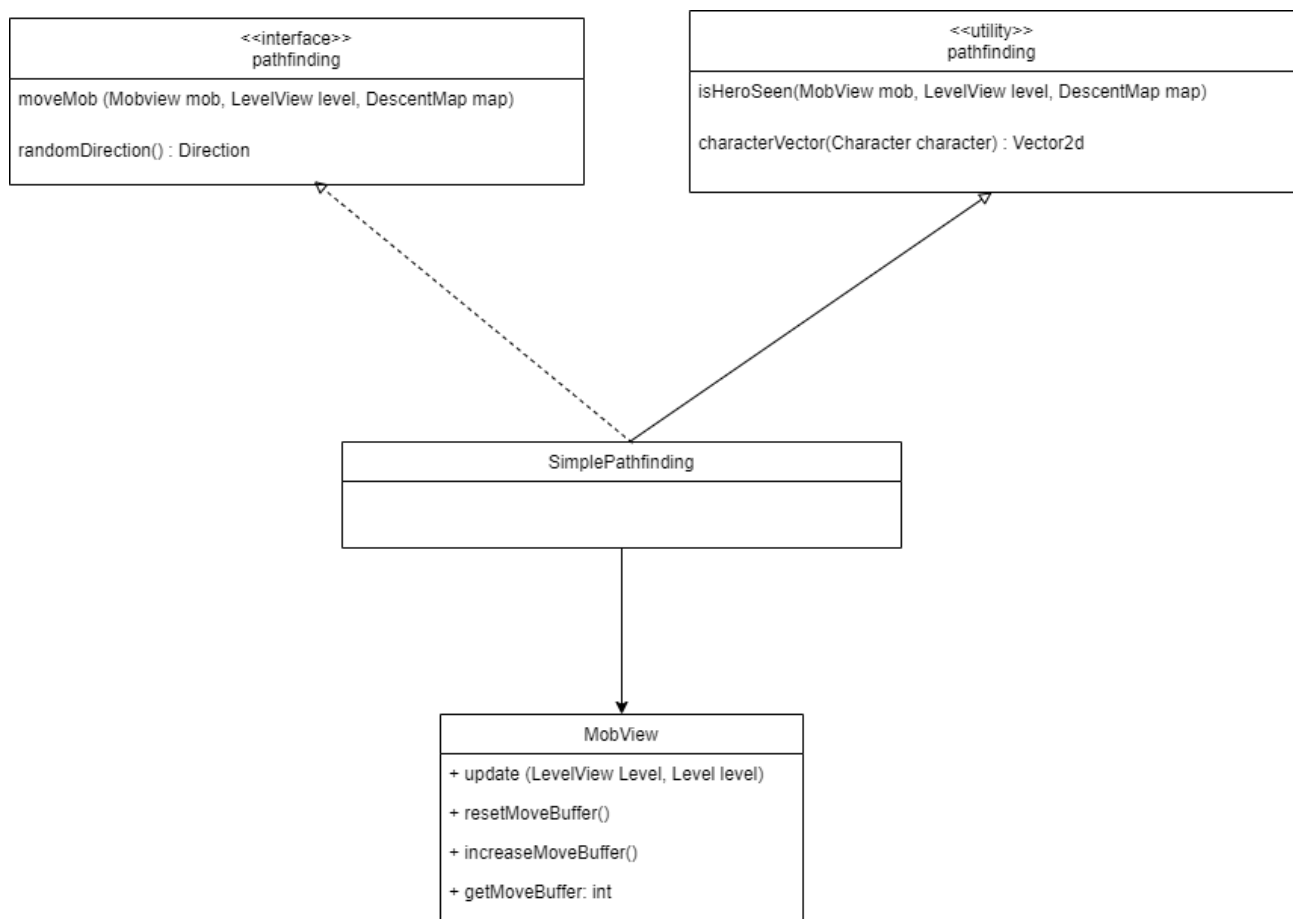 <<interface>>
pathfinding
moveMob (Mobview mob, LevelView level, DescentMap map)
randomDirection() : Direction
<<utility>>
pathfinding
isHeroSeen(MobView mob, LevelView level, DescentMap map)
characterVector(Character character) : Vector2d
SimplePathfinding
MobView
+ update (LevelView Level, Level level)
+ resetMoveBuffer()
+ increaseMoveBuffer()
+ getMoveBuffer: int